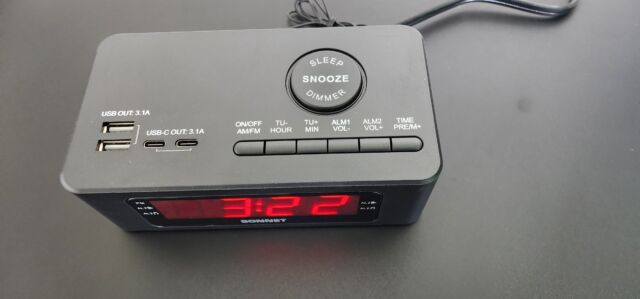 SLEEP
SNOOZE
DIMMER
USB OUT: 3.1A
USB-C OUT: 3.1A
ON/OFF TU- TU+ ALM1 ALM2 TIME
AM/FM HOUR MIN VOL- VOL+ PRE/M+
3:22
SONNET